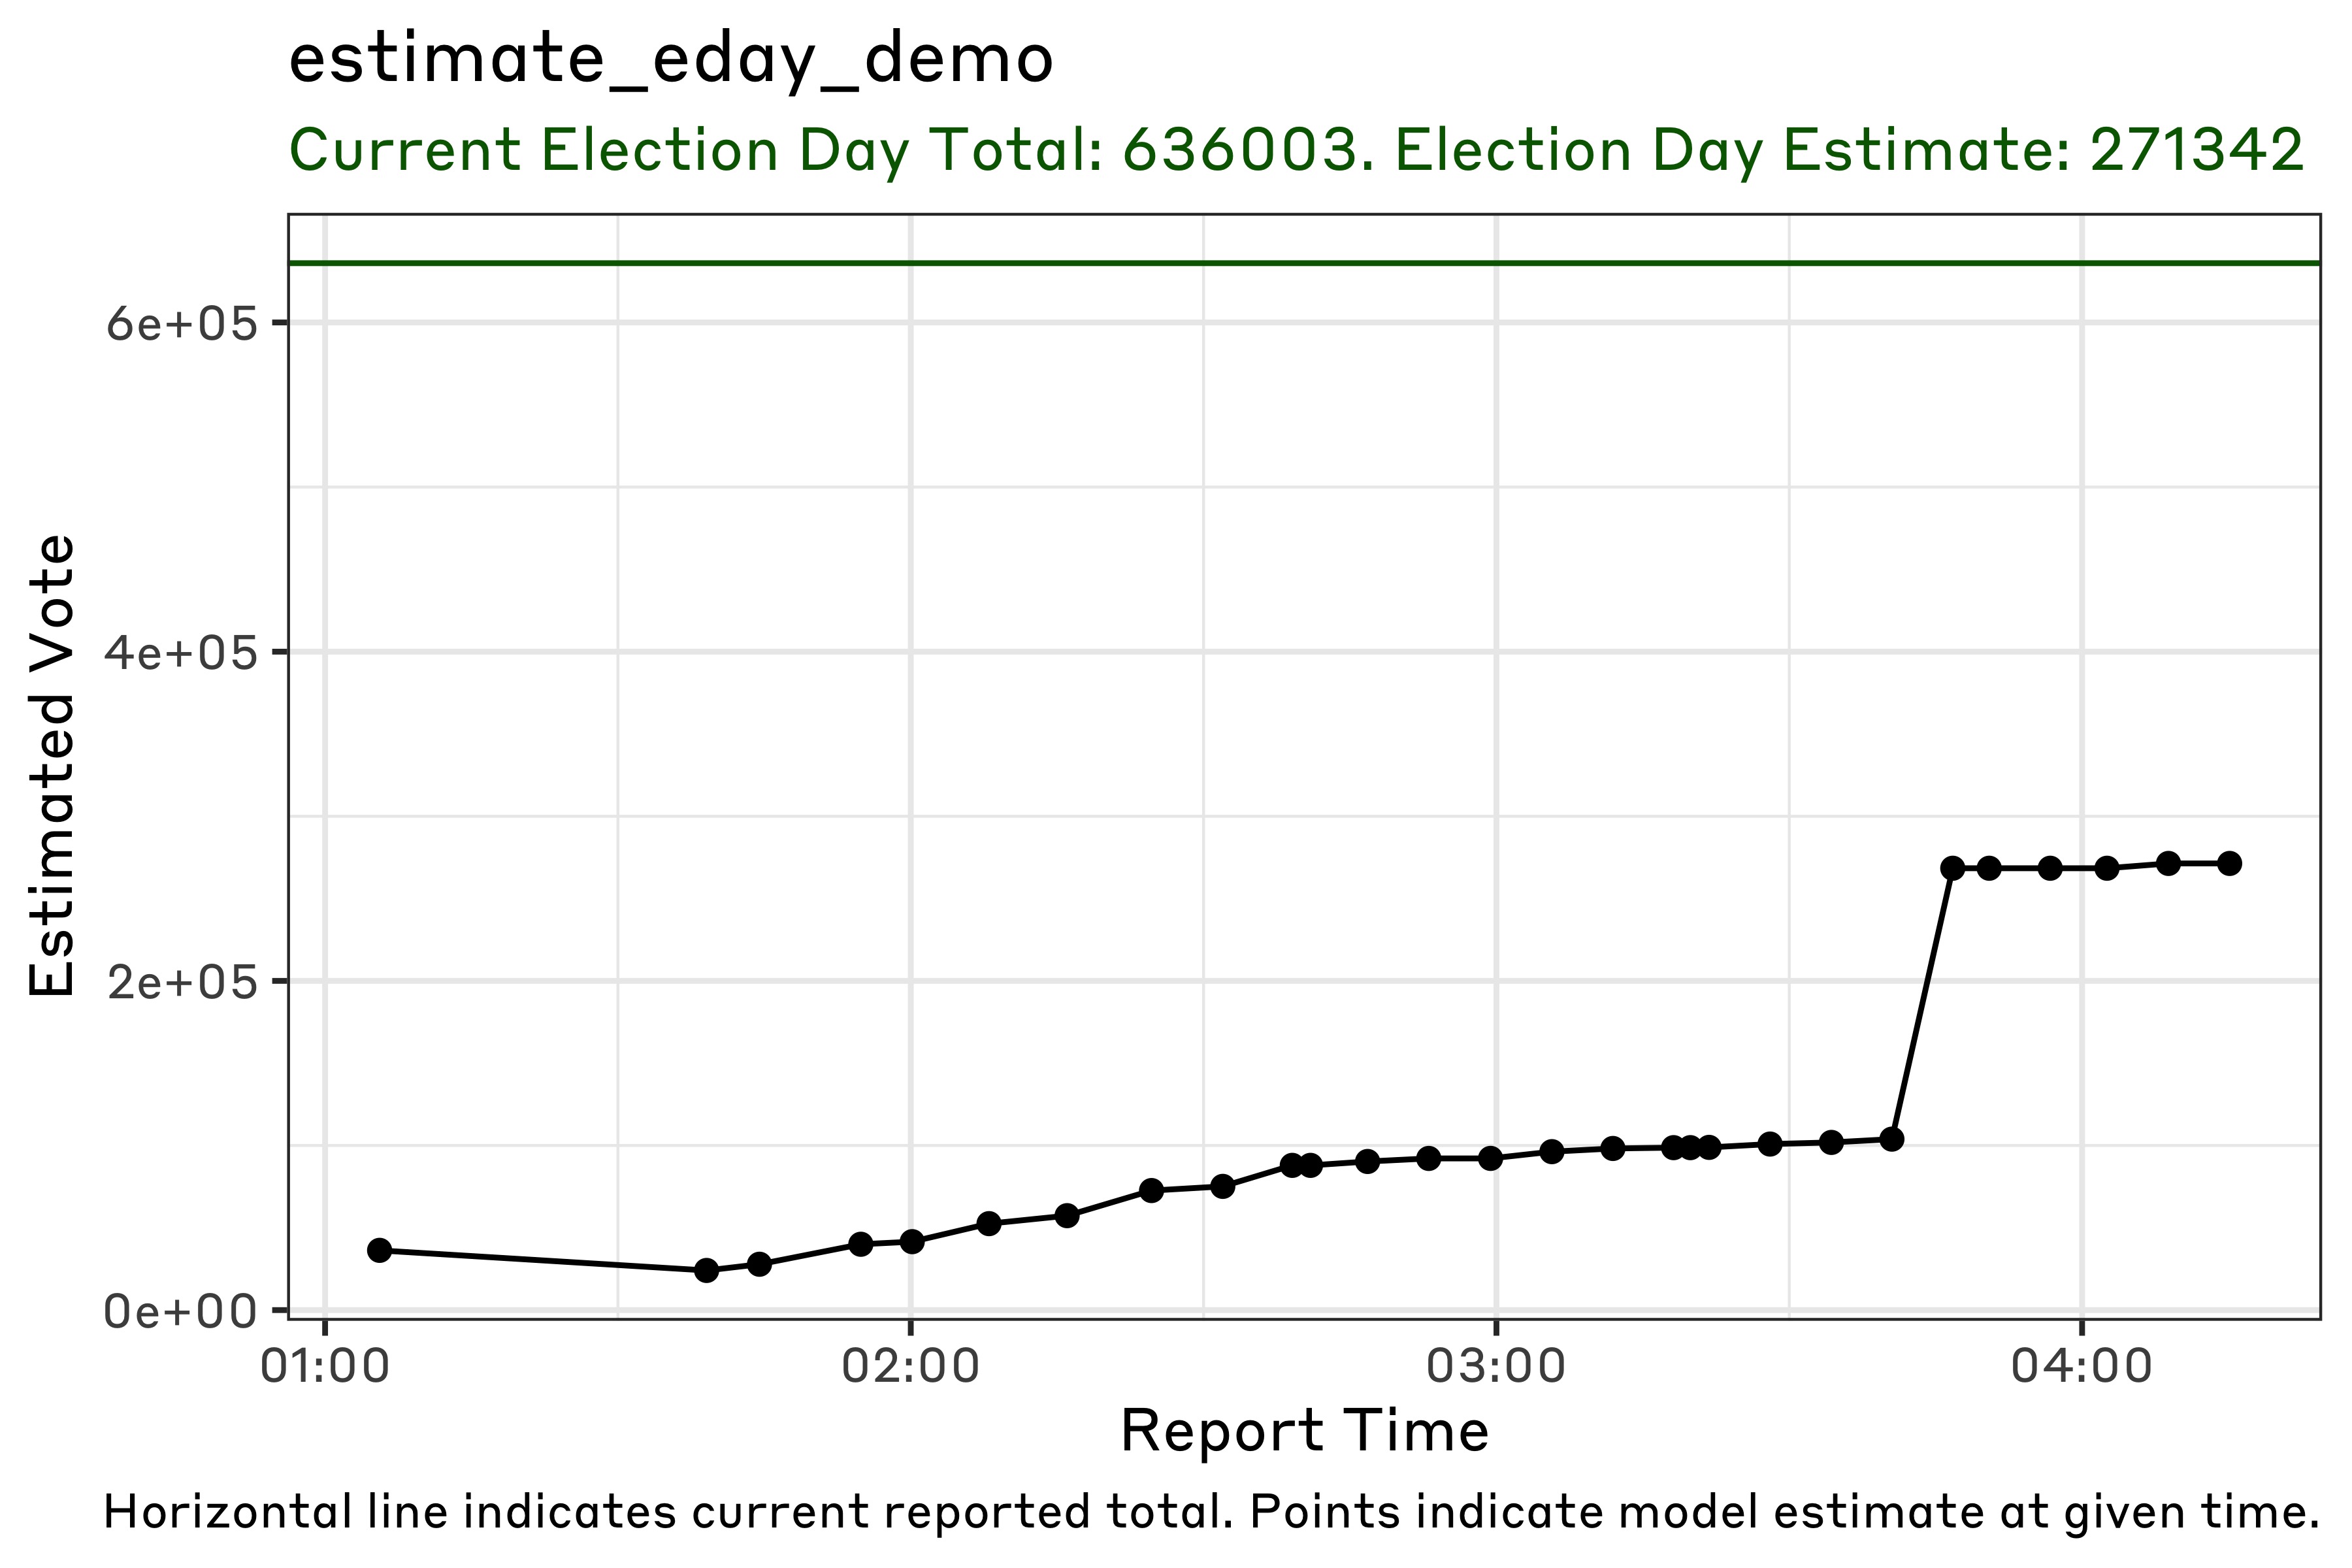 estimate_eday_demo
Current Election Day Total: 636003. Election Day Estimate: 271342
Estimated Vote
6e+05
4e+05
2e+05
0e+00
01:00 02:00 03:00 04:00
Report Time
Horizontal line indicates current reported total. Points indicate model estimate at given time.